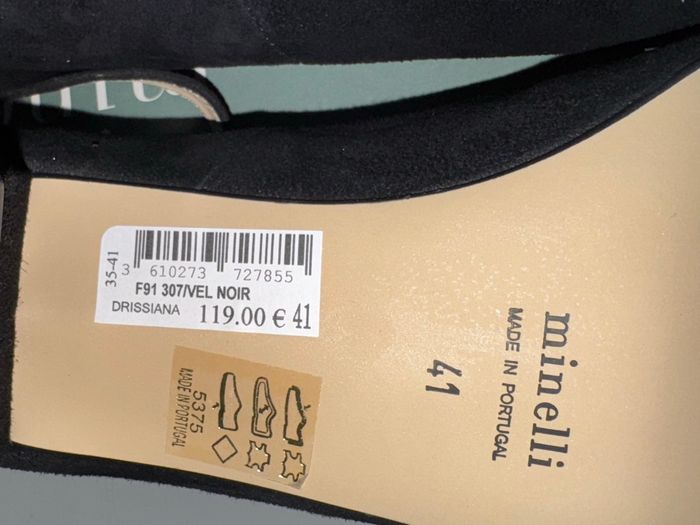 35-41
3 610273 727855
F91 307/VEL NOIR
DRISSIANA 119.00 € 41
5375
MADE IN PORTUGAL
41
minelli
MADE IN PORTUGAL